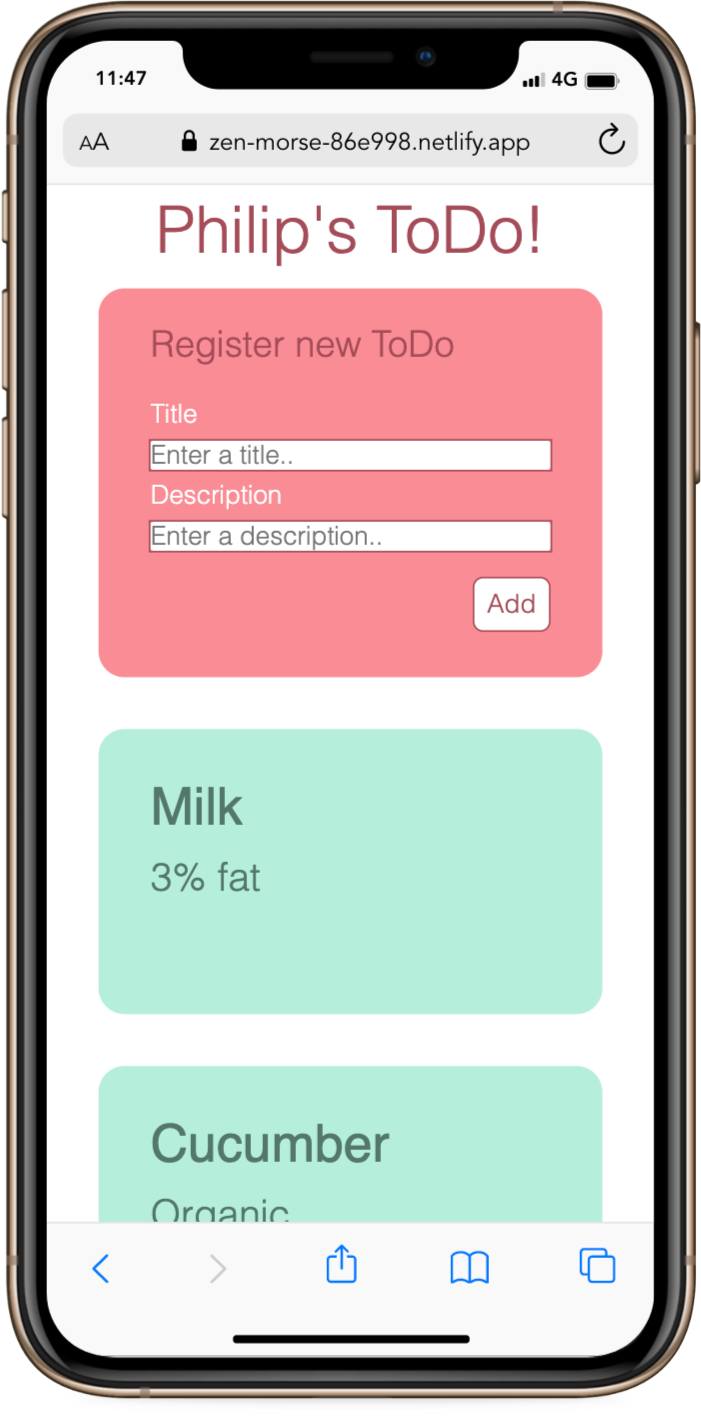 11:47 4G
AA zen-morse-86e998.netlify.app
Philip's ToDo!
Register new ToDo
Title
Enter a title..
Description
Enter a description..
Add
Milk
3% fat
Cucumber
Organic